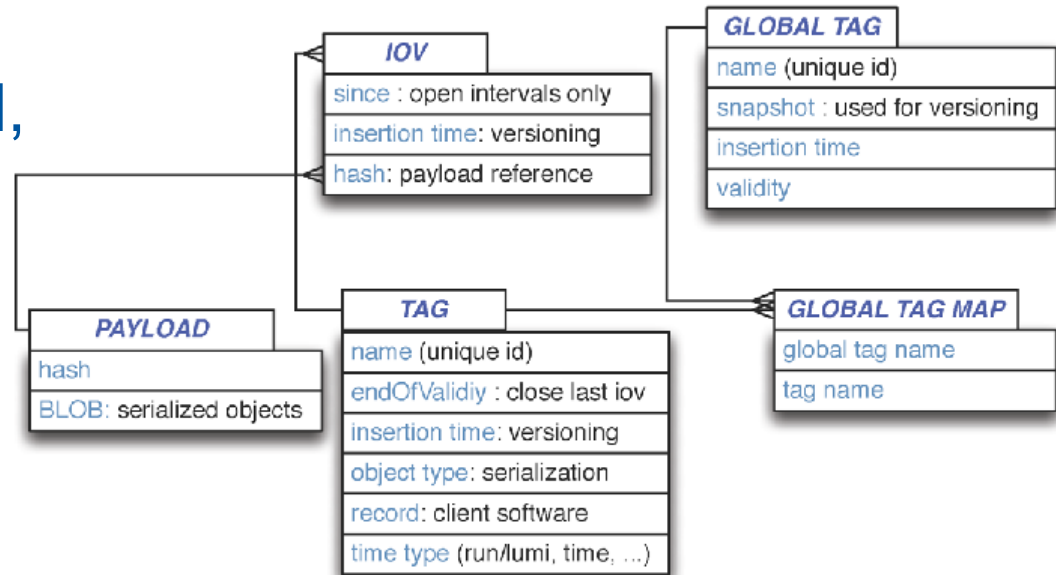 l,
IOV
since : open intervals only
insertion time: versioning
hash: payload reference
GLOBAL TAG
name (unique id)
snapshot : used for versioning
insertion time
validity
PAYLOAD
hash
BLOB: serialized objects
TAG
name (unique id)
endOfValidiy : close last iov
insertion time: versioning
object type: serialization
record: client software
time type (run/lumi, time, ...)
GLOBAL TAG MAP
global tag name
tag name